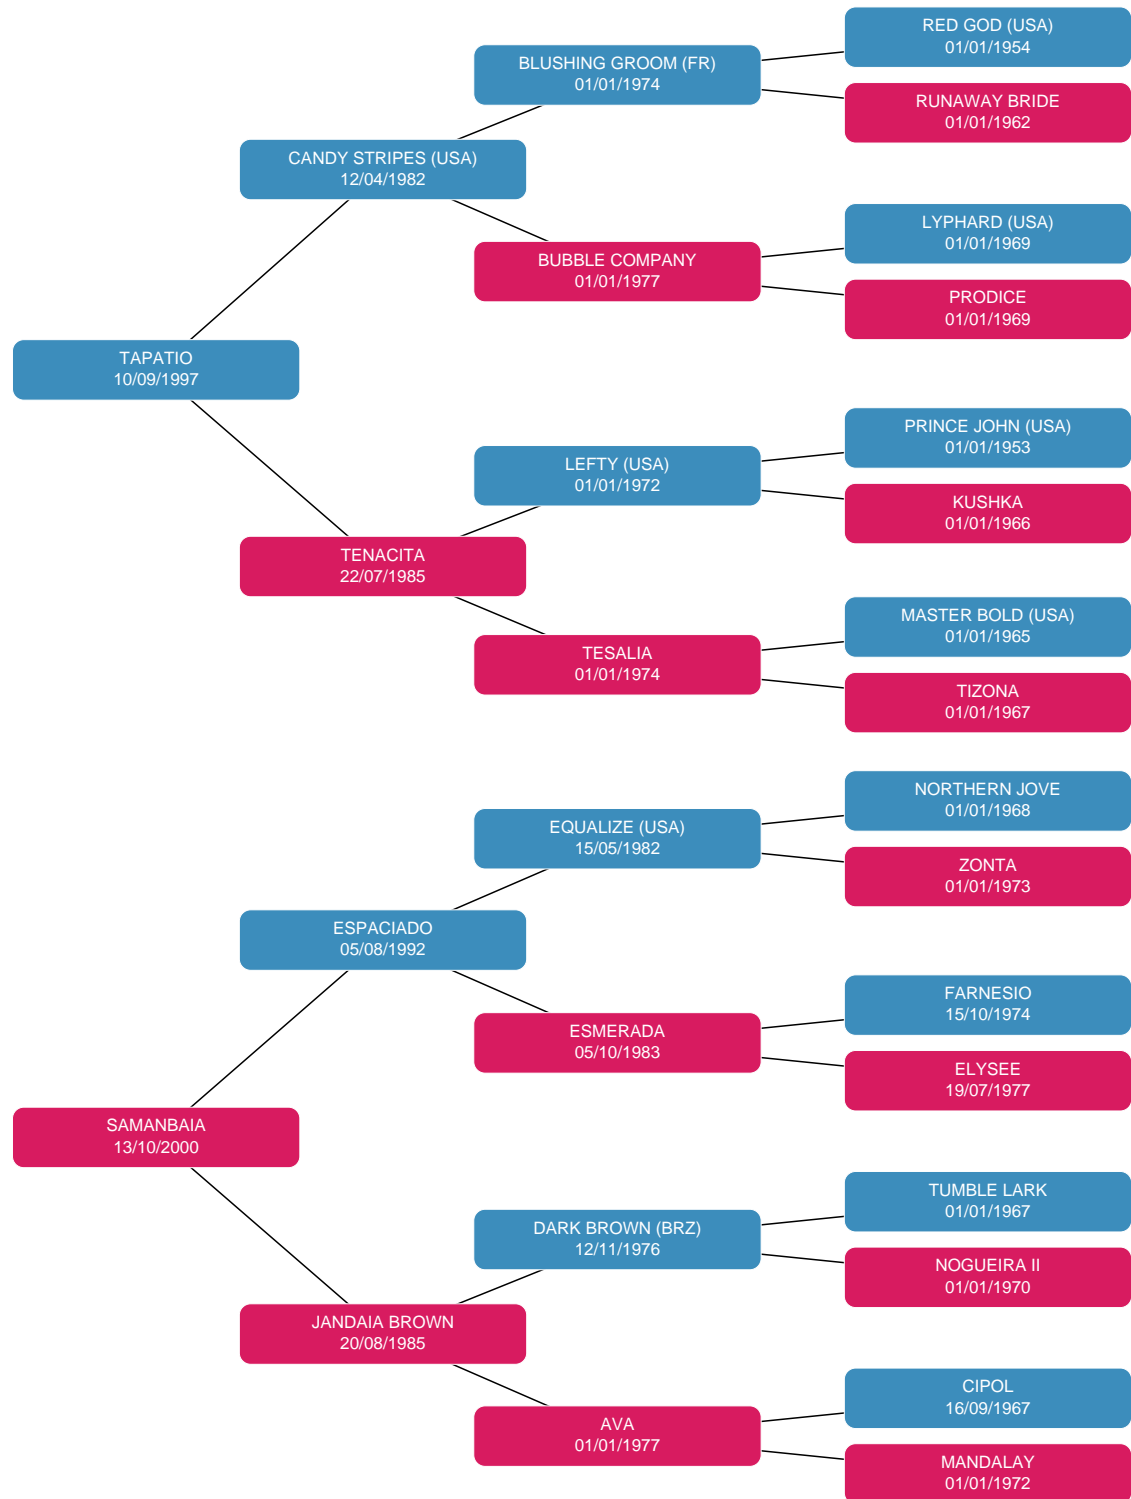 RED GOD (USA)
01/01/1954
BLUSHING GROOM (FR)
01/01/1974
RUNAWAY BRIDE
01/01/1962
CANDY STRIPES (USA)
12/04/1982
LYPHARD (USA)
01/01/1969
BUBBLE COMPANY
01/01/1977
PRODICE
01/01/1969
TAPATIO
10/09/1997
PRINCE JOHN (USA)
01/01/1953
LEFTY (USA)
01/01/1972
KUSHKA
01/01/1966
TENACITA
22/07/1985
MASTER BOLD (USA)
01/01/1965
TESALIA
01/01/1974
TIZONA
01/01/1967
NORTHERN JOVE
01/01/1968
EQUALIZE (USA)
15/05/1982
ZONTA
01/01/1973
ESPACIADO
05/08/1992
FARNESIO
15/10/1974
ESMERADA
05/10/1983
ELYSEE
19/07/1977
SAMANBAIA
13/10/2000
TUMBLE LARK
01/01/1967
DARK BROWN (BRZ)
12/11/1976
NOGUEIRA II
01/01/1970
JANDAIA BROWN
20/08/1985
CIPOL
16/09/1967
AVA
01/01/1977
MANDALAY
01/01/1972